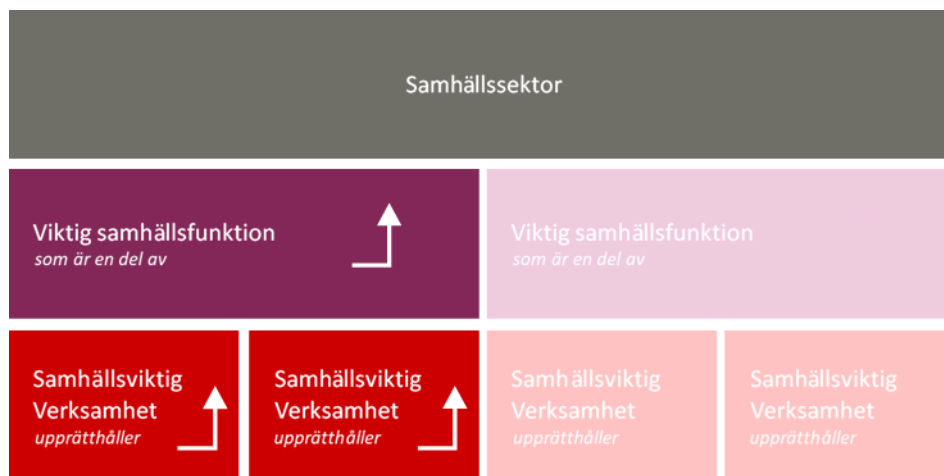 Samhällssektor
Viktig samhällsfunktion
som är en del av
Viktig samhällsfunktion
som är en del av
Samhällsviktig
Verksamhet
upprätthåller
Samhällsviktig
Verksamhet
upprätthåller
Samhällsviktig
Verksamhet
upprätthåller
Samhällsviktig
Verksamhet
upprätthåller